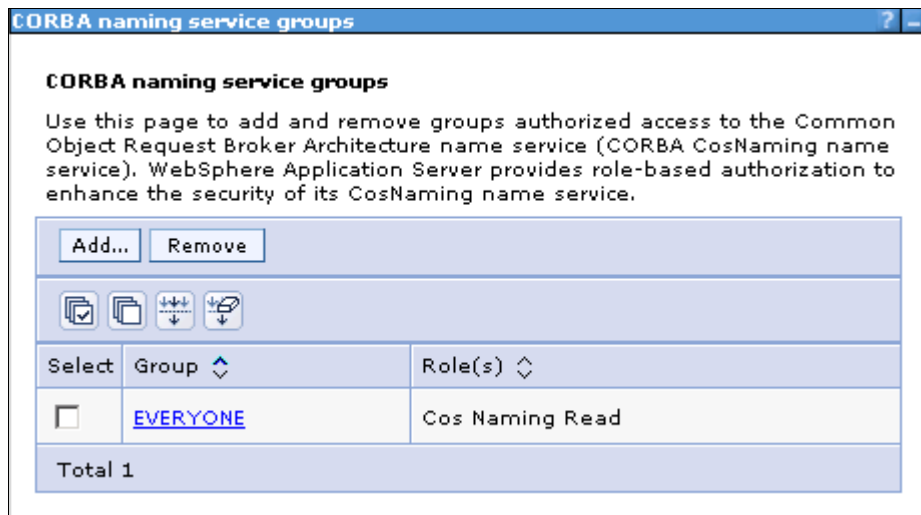 CORBA naming service groups ? –
CORBA naming service groups
Use this page to add and remove groups authorized access to the Common
Object Request Broker Architecture name service (CORBA CosNaming name
service). WebSphere Application Server provides role-based authorization to
enhance the security of its CosNaming name service.
Add... Remove
Select Group Role(s)
EVERYONE Cos Naming Read
Total 1